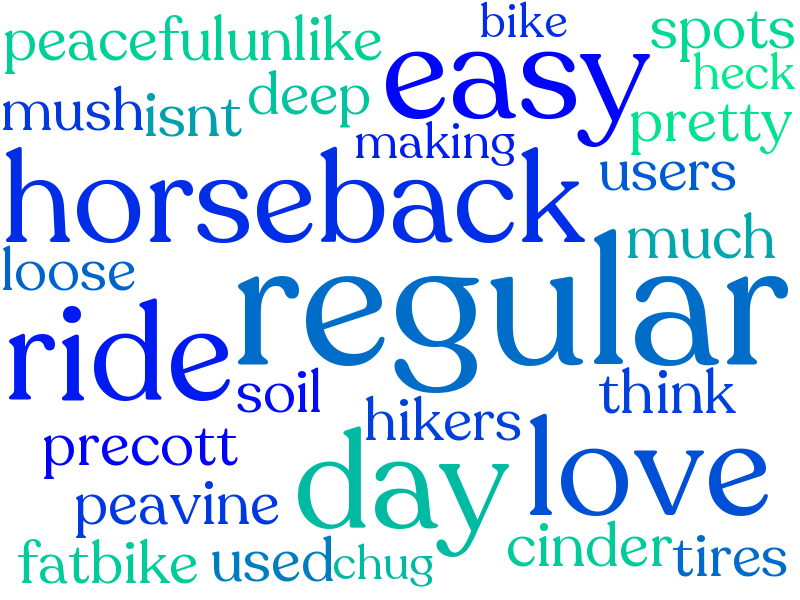 bike
spots
peacefulunlike
easy
heck
deep
mush
isnt
pretty
making
users
horseback
much
loose
regular
ride
think
soil
hikers
precott
love
day
peavine
cinder
fatbike
used
chug
tires